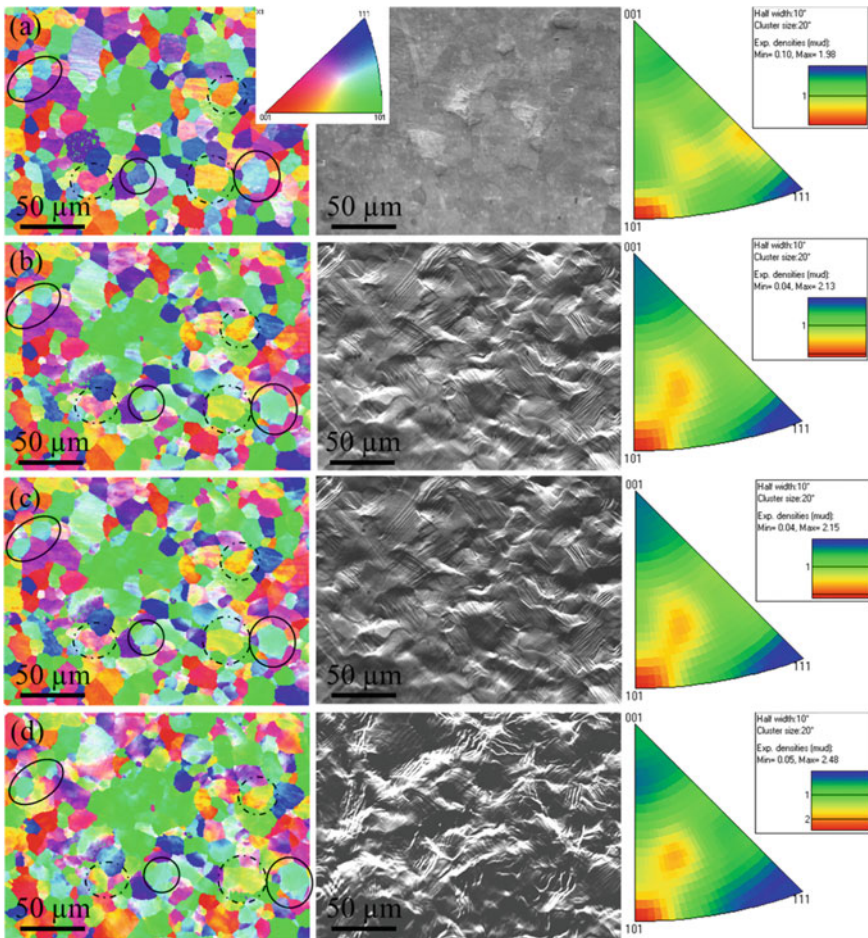 (a)
50 µm
x1
111
001
101
50 µm
001
101
111
Half width:10°
Cluster size:20°
Exp. densities (mud):
Min= 0.10, Max= 1.98
1
(b)
50 µm
50 µm
001
101
111
Half width:10°
Cluster size:20°
Exp. densities (mud):
Min= 0.04, Max= 2.13
1
(c)
50 µm
50 µm
001
101
111
Half width:10°
Cluster size:20°
Exp. densities (mud):
Min= 0.04, Max= 2.15
1
(d)
50 µm
50 µm
001
101
111
Half width:10°
Cluster size:20°
Exp. densities (mud):
Min= 0.05, Max= 2.48
1
2